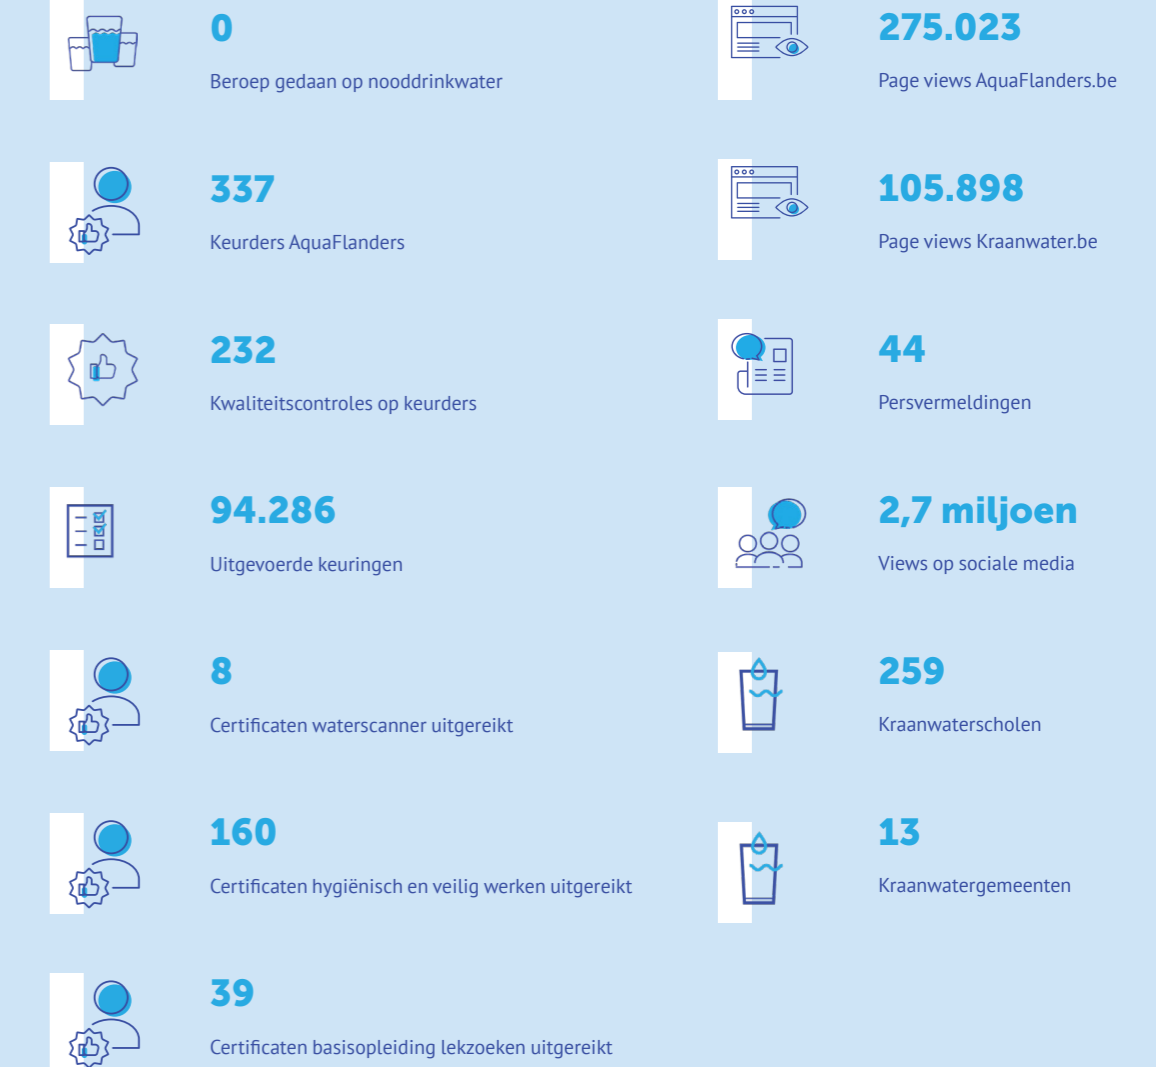 0
Beroep gedaan op nooddrinkwater
337
Keurders AquaFlanders
232
Kwaliteitscontroles op keurders
94.286
Uitgevoerde keuringen
8
Certificaten waterscanner uitgereikt
160
Certificaten hygiënisch en veilig werken uitgereikt
39
Certificaten basisopleiding lekzoeken uitgereikt
275.023
Page views AquaFlanders.be
105.898
Page views Kraanwater.be
44
Persvermeldingen
2,7 miljoen
Views op sociale media
259
Kraanwaterscholen
13
Kraanwatergemeenten